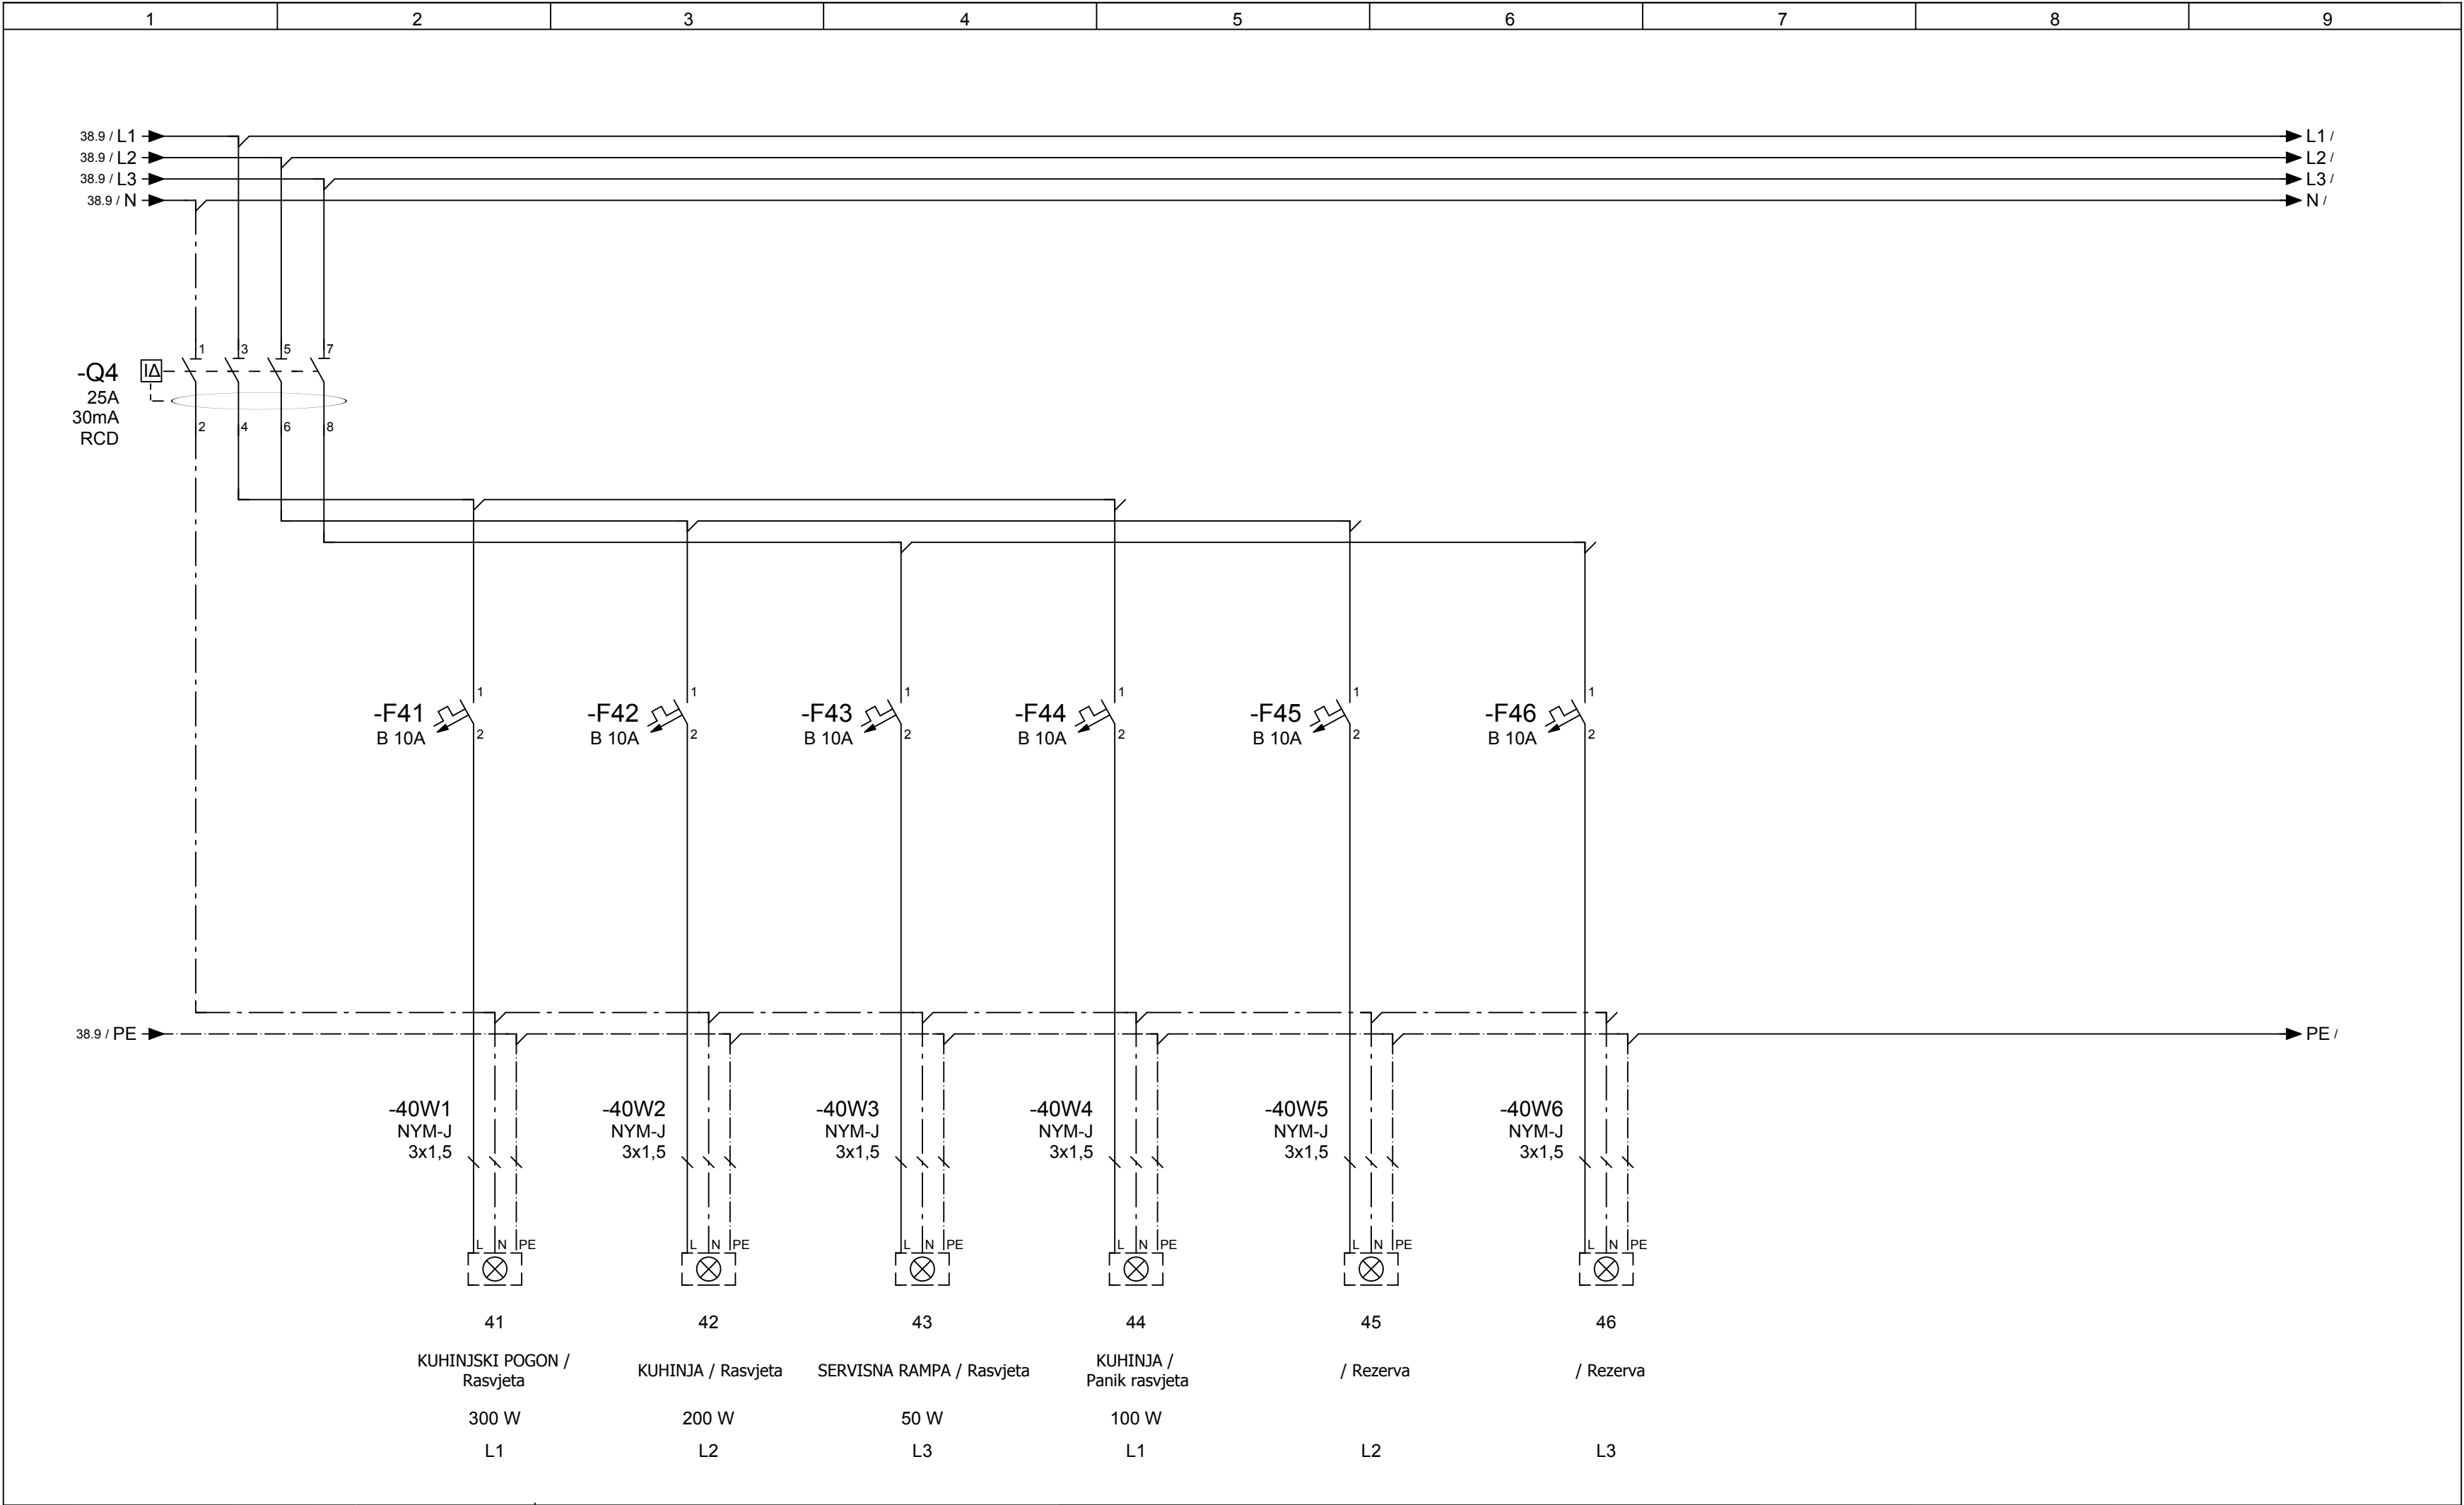 1 2 3 4 5 6 7 8 9
38.9 / L1 L1 /
38.9 / L2 L2 /
38.9 / L3 L3 /
38.9 / N N /
1 3 5 7
-Q4 I∆
25A
30mA
RCD
2 4 6 8
1 1 1 1 1 1
-F41 -F42 -F43 -F44 -F45 -F46
B 10A B 10A B 10A B 10A B 10A B 10A
2 2 2 2 2 2
38.9 / PE PE /
-40W1 -40W2 -40W3 -40W4 -40W5 -40W6
NYM-J NYM-J NYM-J NYM-J NYM-J NYM-J
3x1,5 3x1,5 3x1,5 3x1,5 3x1,5 3x1,5
L N PE L N PE L N PE L N PE L N PE L N PE
41 42 43 44 45 46
KUHINJSKI POGON /
Rasvjeta
KUHINJA / Rasvjeta
SERVISNA RAMPA / Rasvjeta
KUHINJA /
Panik rasvjeta
/ Rezerva
/ Rezerva
300 W 200 W 50 W 100 W
L1 L2 L3 L1 L2 L3